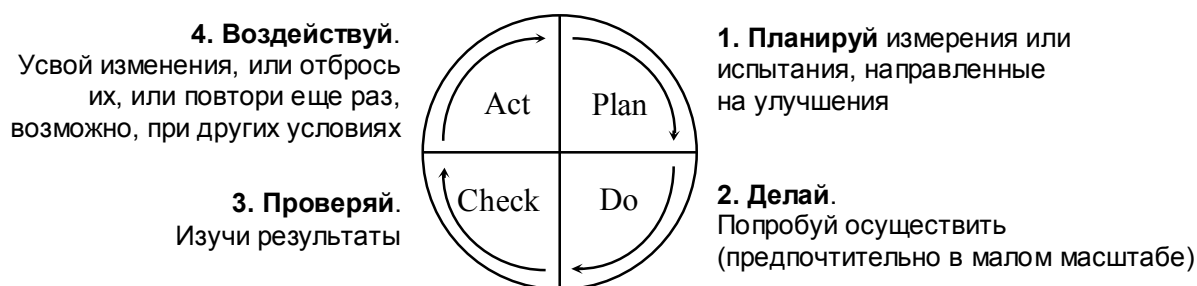 4. Воздействуй.
Усвой изменения, или отбрось
их, или повтори еще раз,
возможно, при других условиях
Act
Plan
1. Планируй измерения или
испытания, направленные
на улучшения
3. Проверяй.
Изучи результаты
Check
Do
2. Делай.
Попробуй осуществить
(предпочтительно в малом масштабе)